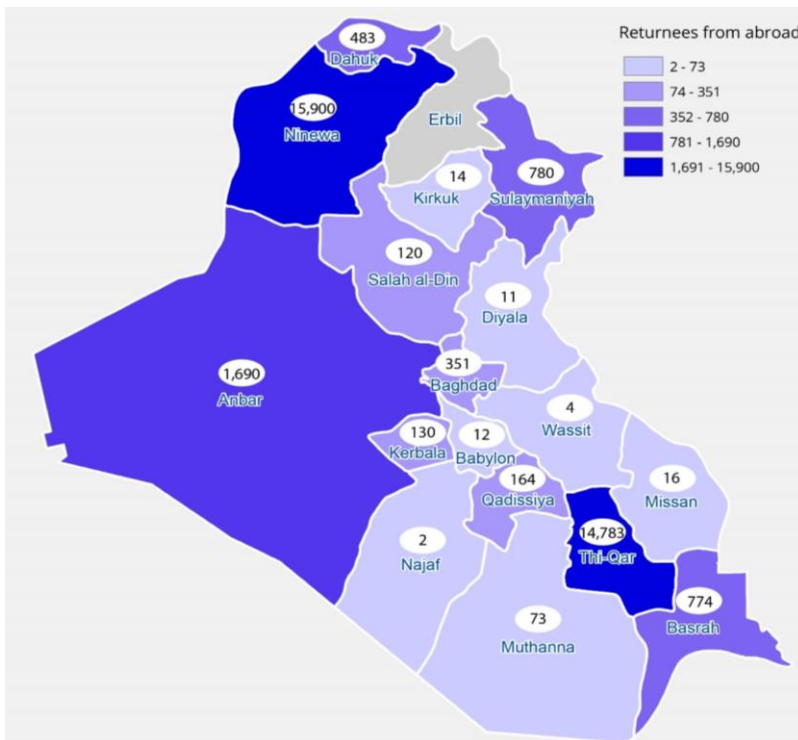 Returnees from abroad
2 - 73
74 - 351
352 - 780
781 - 1,690
1,691 - 15,900
483
Dahuk
15,900
Ninewa
Erbil
14
Kirkuk
780
Sulaymaniyah
120
Salah al-Din
11
Diyala
351
Baghdad
1,690
Anbar
4
Wassit
130
Kerbala
12
Babylon
164
Qadissiya
16
Missan
2
Najaf
14,783
Thi-Qar
774
Basrah
73
Muthanna